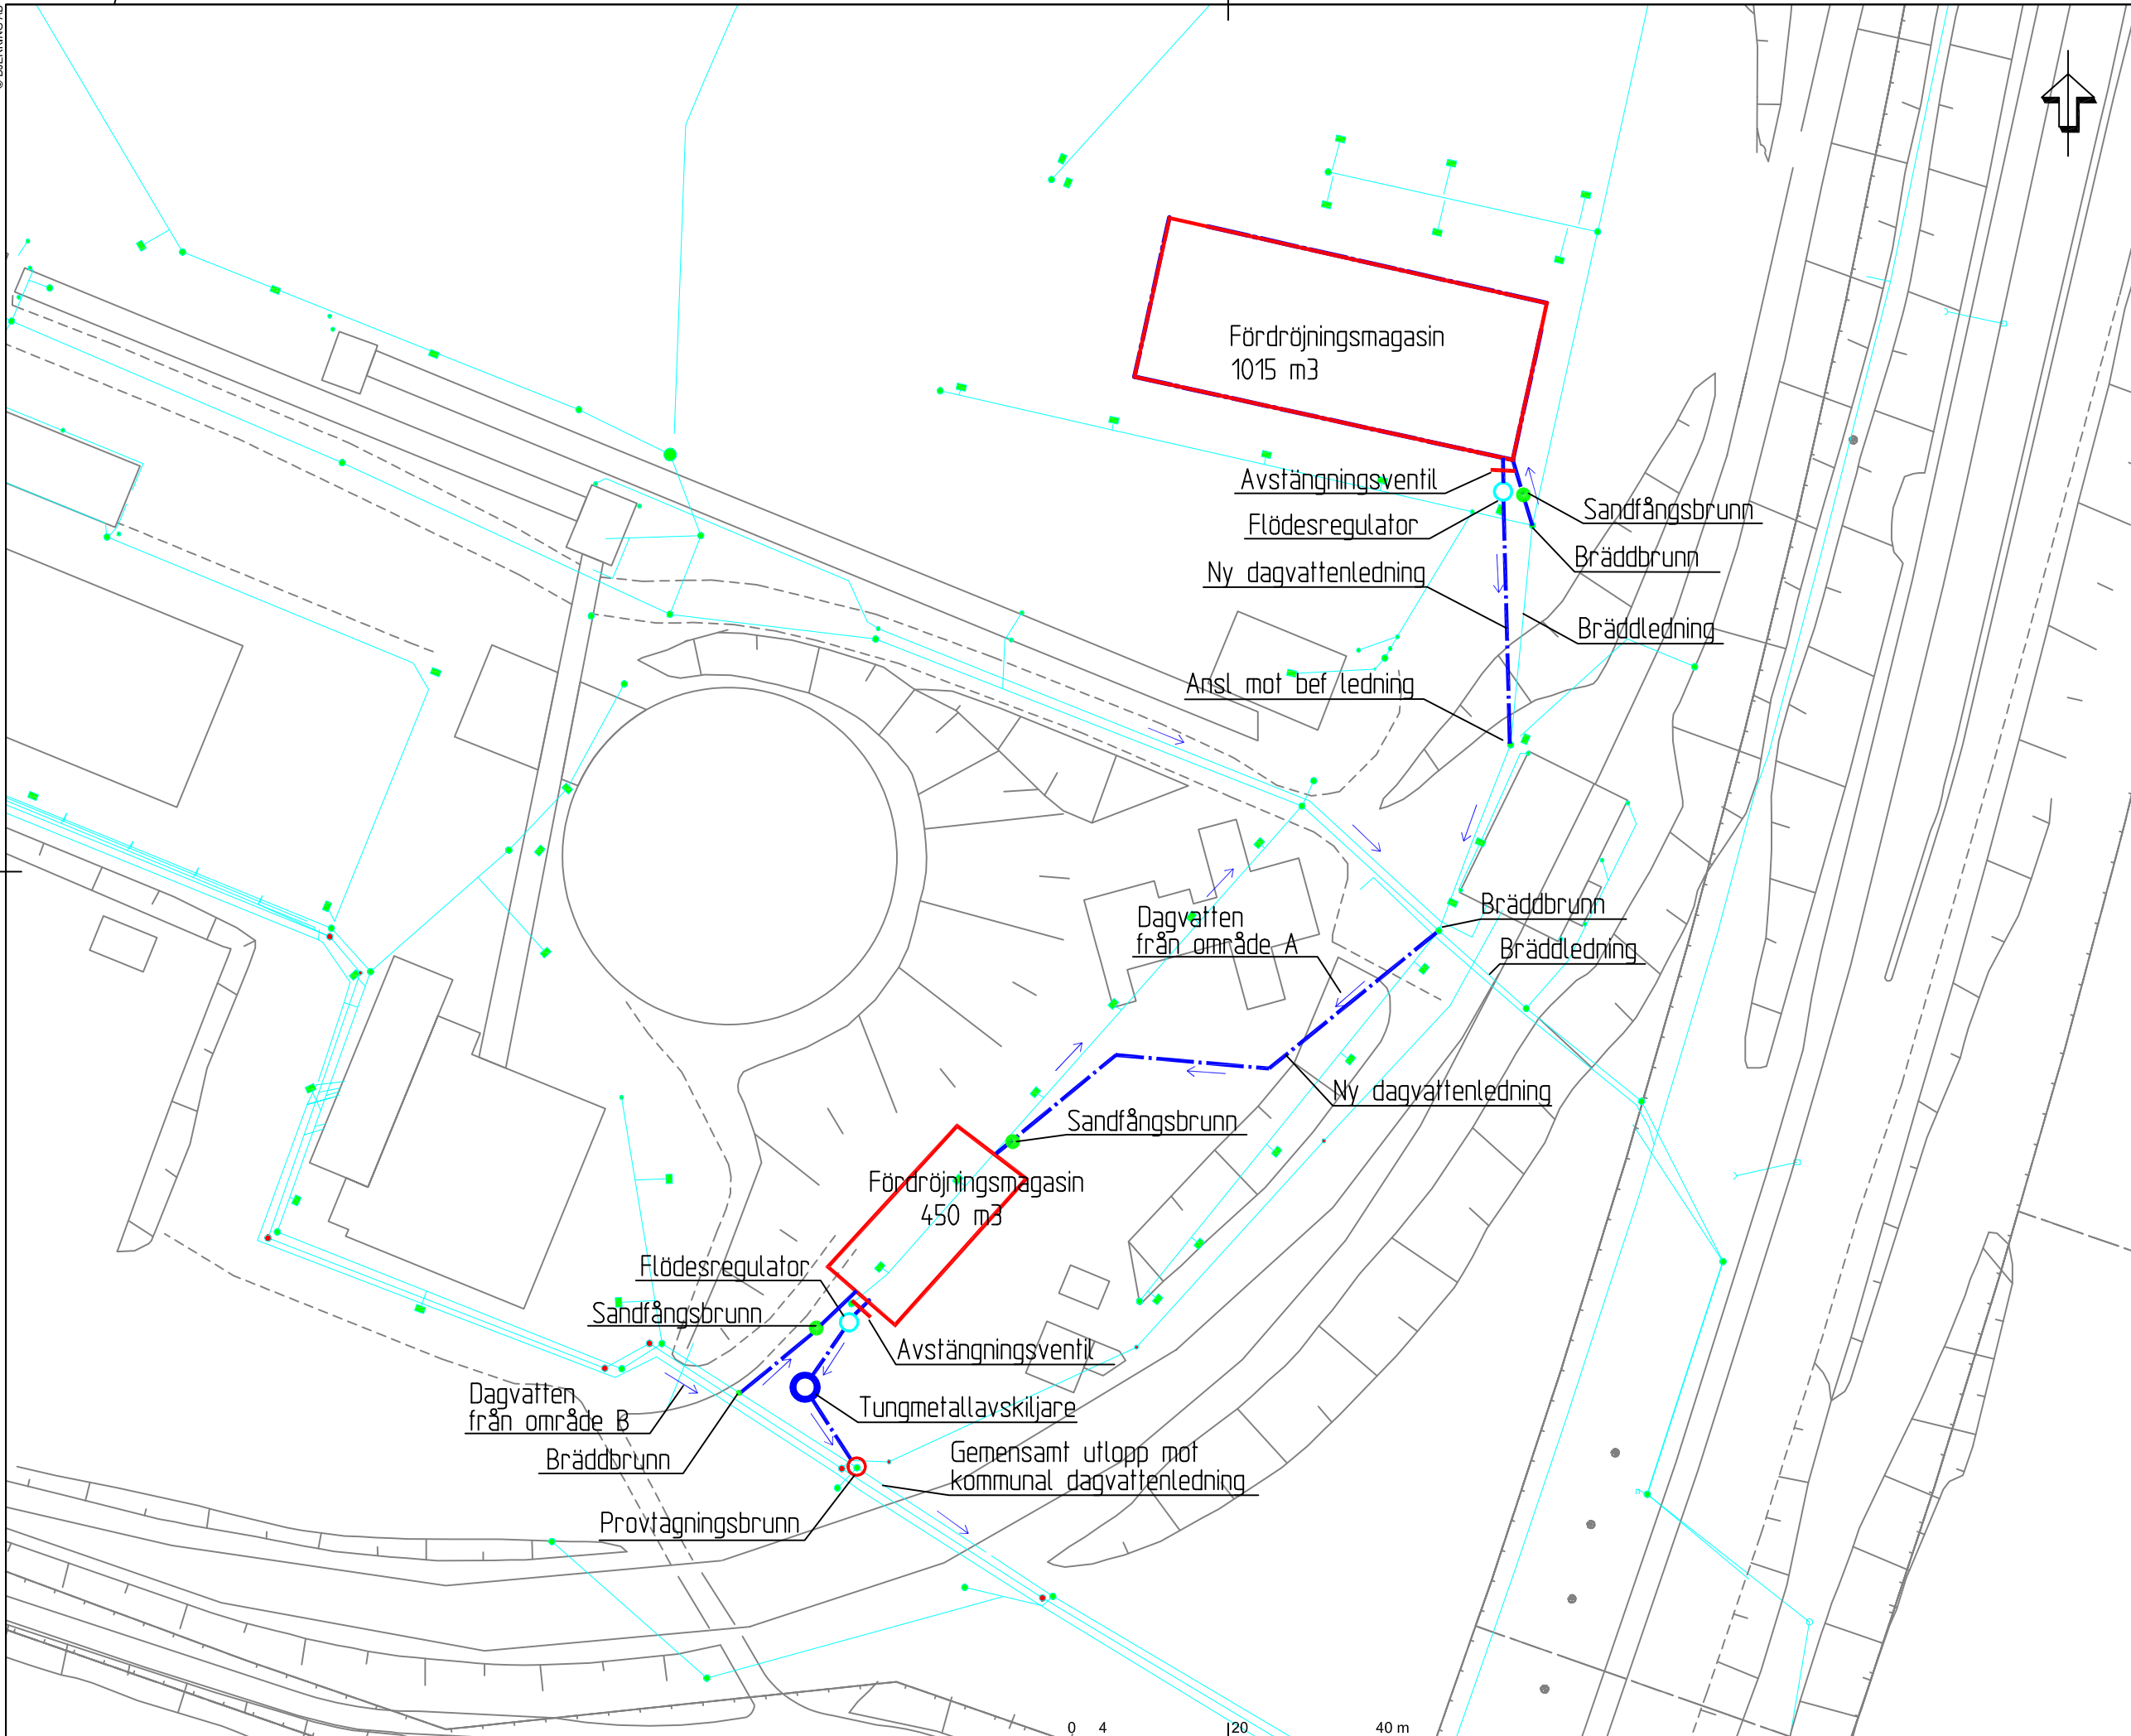 Fördröjningsmagasin
1015 m3
Avstängningsventil
Sandfångsbrunn
Flödesregulator
Bräddbrunn
Ny dagvattenledning
Bräddledning
Ansl mot bef ledning
Bräddbrunn
Dagvatten
från område A
Bräddledning
Ny dagvattenledning
Sandfångsbrunn
Fördröjningsmagasin
450 m3
Flödesregulator
Sandfångsbrunn
Avstängningsventil
Dagvatten
från område B
Tungmetallavskiljare
Bräddbrunn
Gemensamt utlopp mot
kommunal dagvattenledning
Provtagningsbrunn
0 4 20 40 m